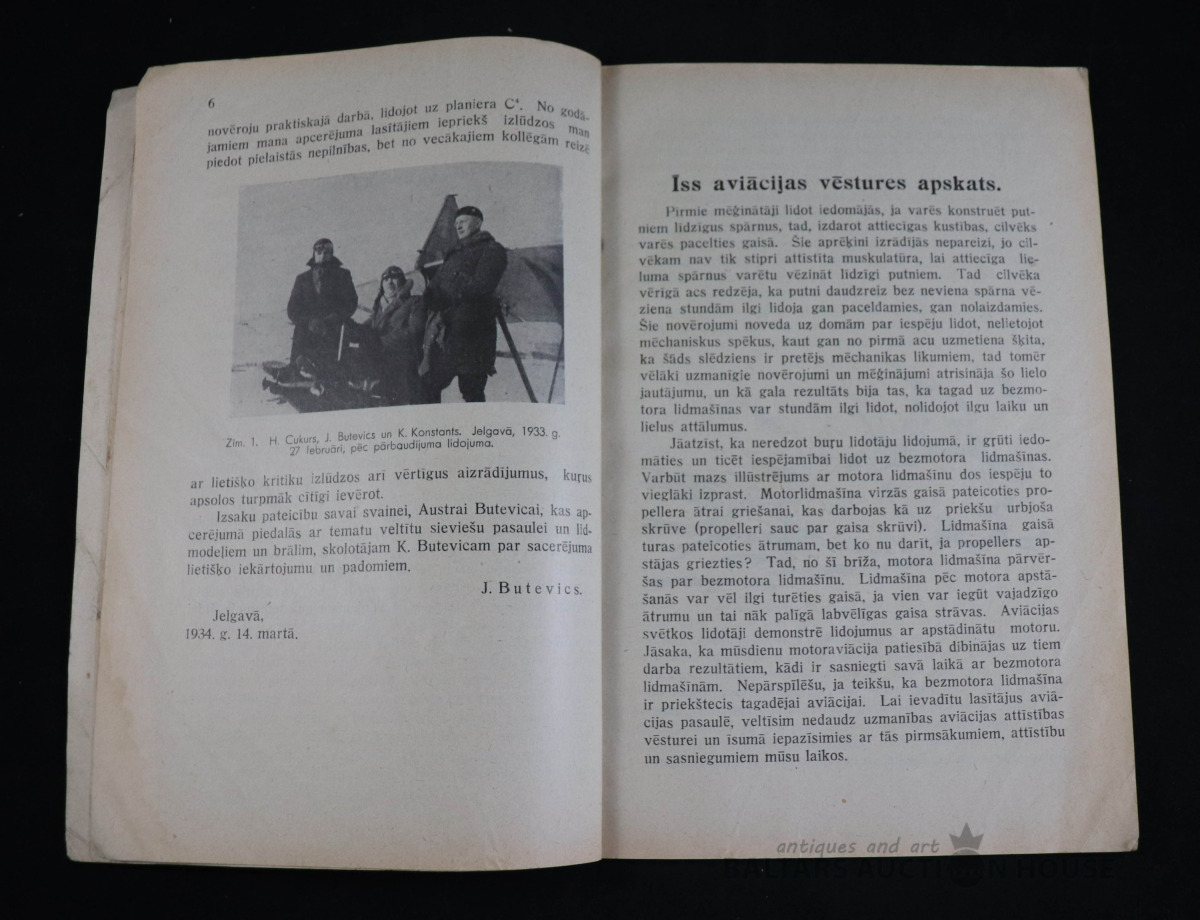 6
novēroju praktiskajā darbā, lidojot uz planiera C⁴. No godā-
jamiem mana apcerējuma lasītājiem iepriekš izlūdzos man
piedot pielaistās nepilnības, bet no vecākajiem kollēgām reizē
Zim. 1. H. Cukurs, J. Butevics un K. Konstants. Jelgavā, 1933. g.
27 februāri, pēc pārbaudījuma lidojuma.
ar lietišķo kritiku izlūdzos arī vērtīgus aizrādījumus, kuŗus
apsolos turpmāk cītīgi ievērot.
Izsaku pateicību savai svainei, Austrai Butevicai, kas ap-
cerējumā piedalās ar tematu veltītu sieviešu pasaulei un lid-
modeļiem un brālim, skolotājam K. Butevicam par sacerējuma
lietišķo iekārtojumu un padomiem.
J. Butevics.
Jelgavā,
1934. g. 14. martā.
Īss aviācijas vēstures apskats.
Pirmie mēģinātāji lidot iedomājās, ja varēs konstruēt put-
niem līdzīgus spārnus, tad, izdarot attiecīgas kustības, cilvēks
varēs pacelties gaisā. Šie aprēķini izrādījās nepareizi, jo cil-
vēkam nav tik stipri attīstīta muskulatūra, lai attiecīga lie-
luma spārnus varētu vēzināt līdzīgi putniem. Tad cilvēka
vērīgā acs redzēja, ka putni daudzreiz bez neviena spārna vē-
ziena stundām ilgi lidoja gan paceldamies, gan nolaizdamies.
Šie novērojumi noveda uz domām par iespēju lidot, nelietojot
mēchaniskus spēkus, kaut gan no pirmā acu uzmetiena šķita,
ka šāds slēdziens ir pretējs mēchanikas likumiem, tad tomēr
vēlāki uzmanīgie novērojumi un mēģinājumi atrisināja šo lielo
jautājumu, un kā gala rezultāts bija tas, ka tagad uz bezmo-
tora lidmašīnas var stundām ilgi lidot, nolidojot ilgu laiku un
lielus attālumus.
Jāatzīst, ka neredzot buŗu lidotāju lidojumā, ir grūti iedo-
māties un ticēt iespējamībai lidot uz bezmotora lidmašīnas.
Varbūt mazs illūstrējums ar motora lidmašīnu dos iespēju to
vieglāki izprast. Motorlidmašīna virzās gaisā pateicoties pro-
pellera ātrai griešanai, kas darbojas kā uz priekšu urbjoša
skrūve (propelleri sauc par gaisa skrūvi). Lidmašīna gaisā
turas pateicoties ātrumam, bet ko nu darīt, ja propellers ap-
stājas griezties? Tad, no šī brīža, motora lidmašīna pārvēr-
šas par bezmotora lidmašīnu. Lidmašīna pēc motora apstā-
šanās var vēl ilgi turēties gaisā, ja vien var iegūt vajadzīgo
ātrumu un tai nāk palīgā labvēlīgas gaisa strāvas. Aviācijas
svētkos lidotāji demonstrē lidojumus ar apstādinātu motoru.
Jāsaka, ka mūsdienu motoraviācija patiesībā dibinājas uz tiem
darba rezultātiem, kādi ir sasniegti savā laikā ar bezmotora
lidmašīnām. Nepārspīlēšu, ja teikšu, ka bezmotora lidmašīna
ir priekštecis tagadējai aviācijai. Lai ievadītu lasītājus aviā-
cijas pasaulē, veltīsim nedaudz uzmanības aviācijas attīstības
vēsturei un īsumā iepazīsimies ar tās pirmsākumiem, attīstību
un sasniegumiem mūsu laikos.
antiques and art
BALTARS AUCTION HOUSE